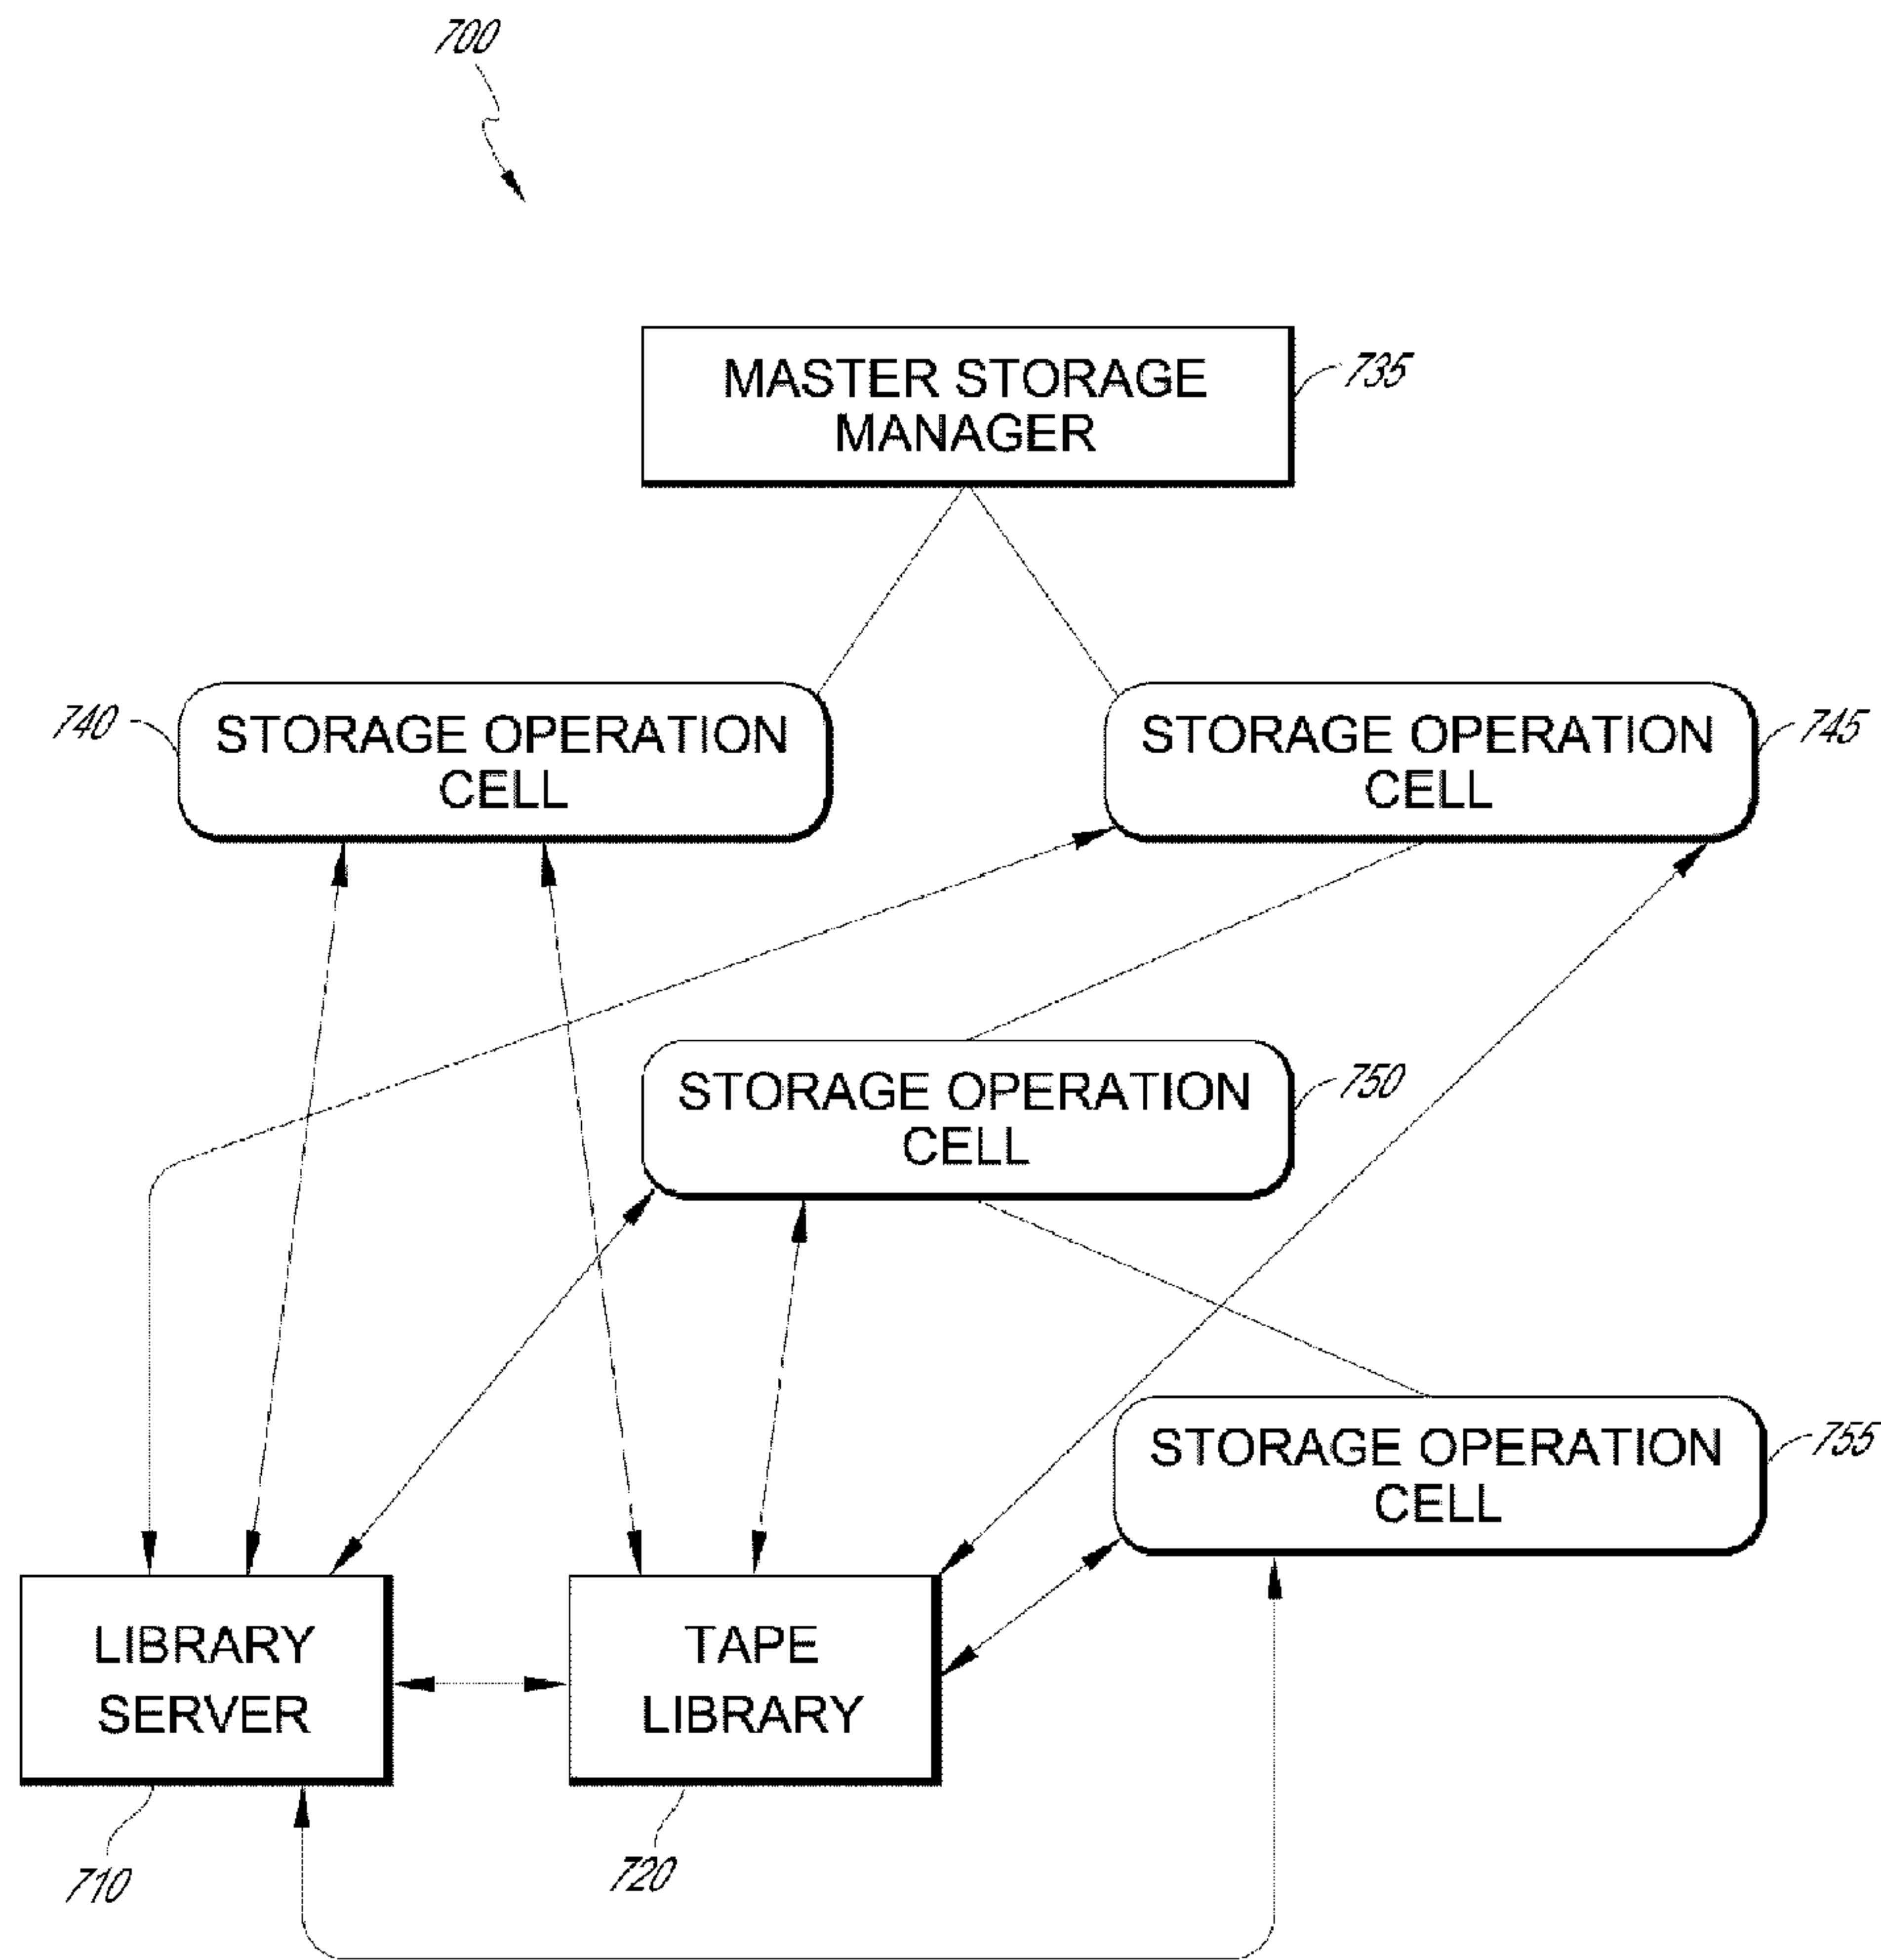 700
MASTER STORAGE
MANAGER
735
740
STORAGE OPERATION
CELL
STORAGE OPERATION
CELL
745
STORAGE OPERATION
CELL
750
STORAGE OPERATION
CELL
755
LIBRARY
SERVER
TAPE
LIBRARY
710
720